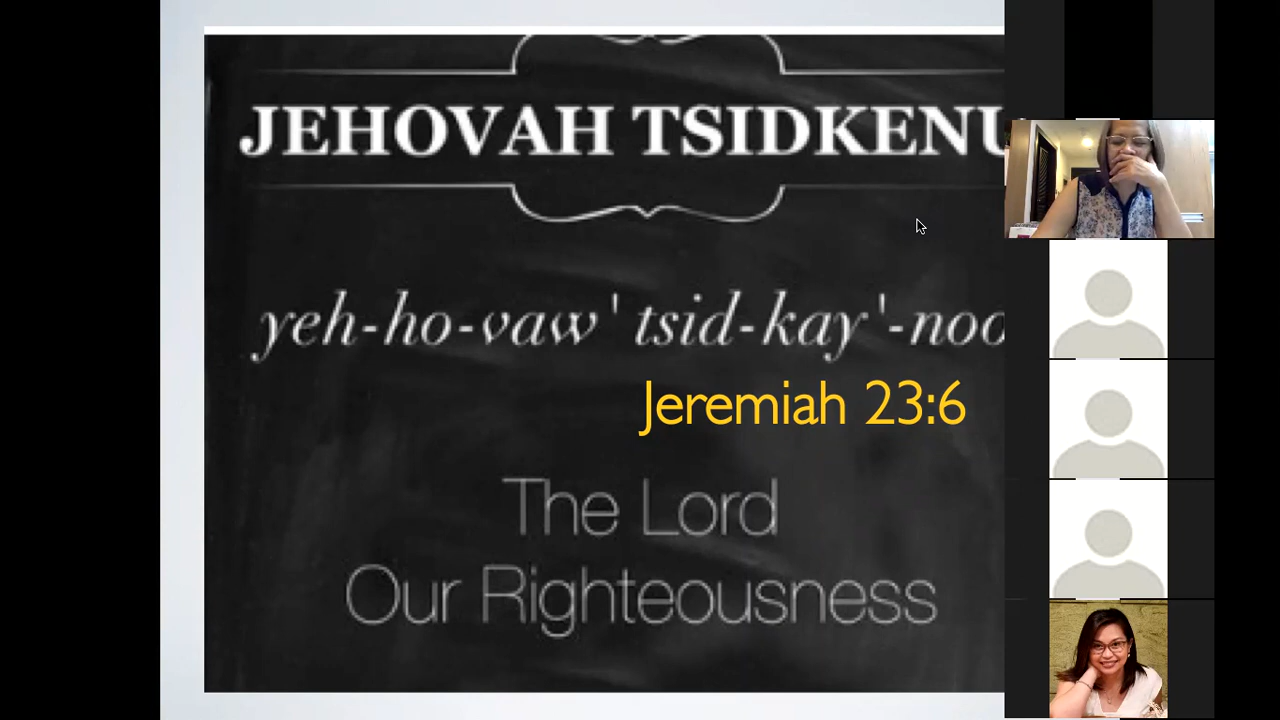 JEHOVAH TSIDKENU
yeh-ho-vaw' tsid-kay'-noo
Jeremiah 23:6
The Lord
Our Righteousness